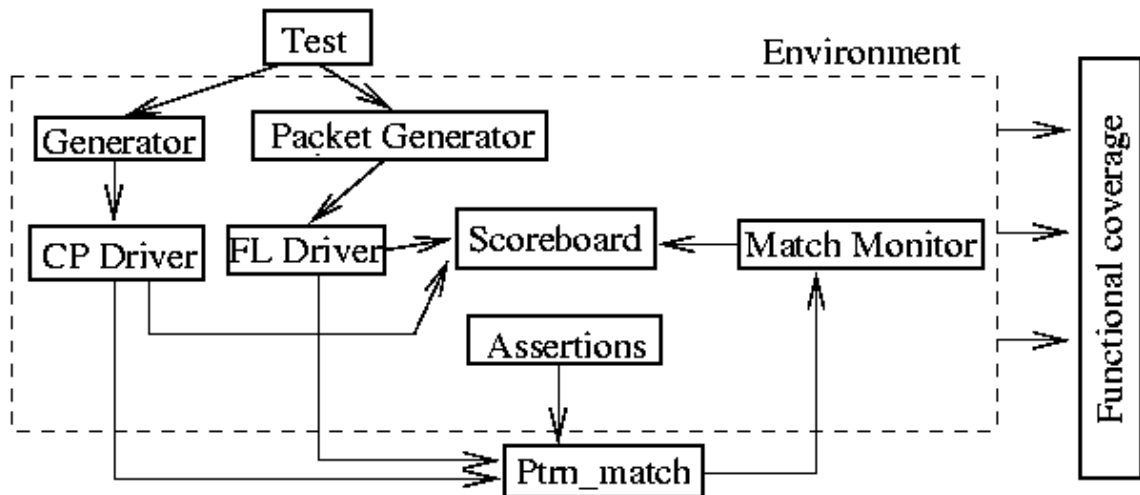 Test
Environment
Generator
Packet Generator
CP Driver
FL Driver
Scoreboard
Match Monitor
Assertions
Ptrn_match
Functional coverage